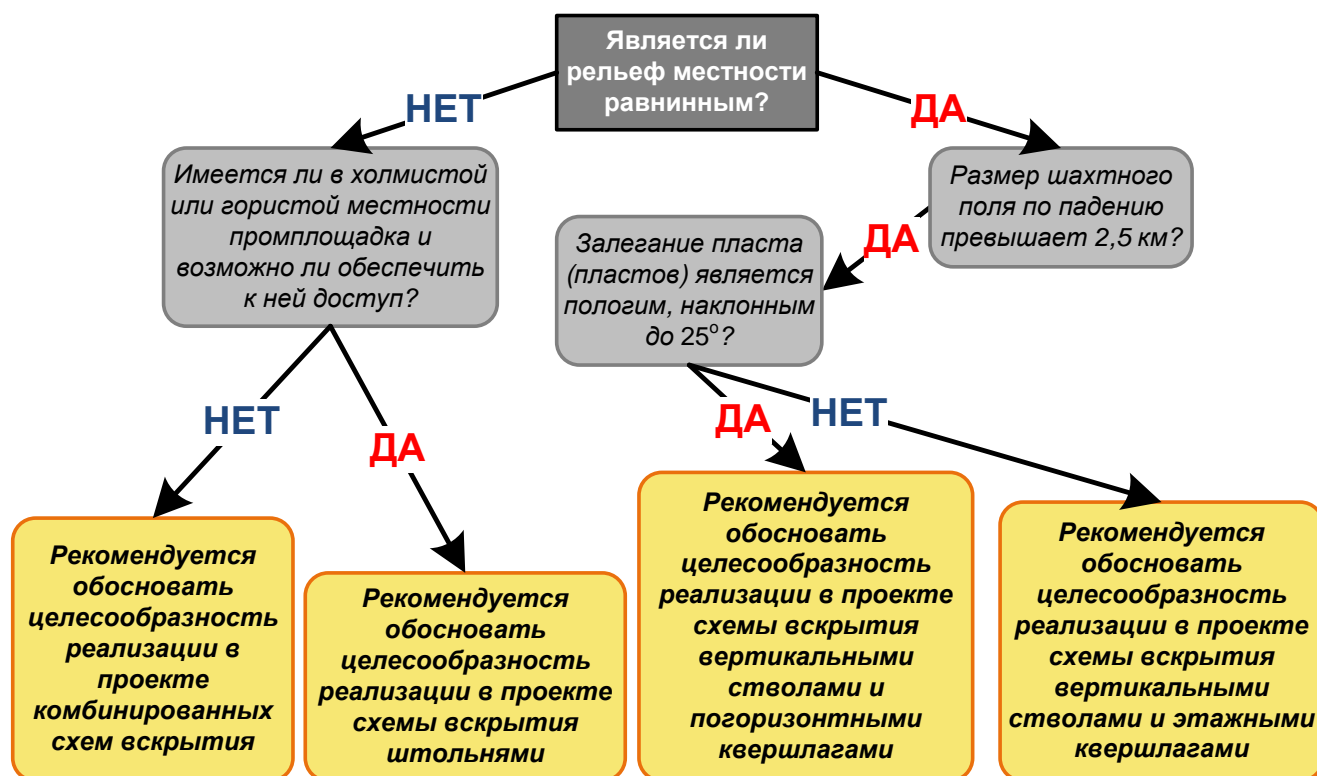 Является ли
рельеф местности
равнинным?
НЕТ
ДА
Имеется ли в холмистой
или гористой местности
промплощадка и
возможно ли обеспечить
к ней доступ?
Размер шахтного
поля по падению
превышает 2,5 км?
ДА
Залегание пласта
(пластов) является
пологим, наклонным
до 25°?
НЕТ
ДА
ДА
НЕТ
Рекомендуется
обосновать
целесообразность
реализации в
проекте
комбинированных
схем вскрытия
Рекомендуется
обосновать
целесообразность
реализации в проекте
схемы вскрытия
штольнями
Рекомендуется
обосновать
целесообразность
реализации в проекте
схемы вскрытия
вертикальными
стволами и
погоризонтными
квершлагами
Рекомендуется
обосновать
целесообразность
реализации в проекте
схемы вскрытия
вертикальными
стволами и этажными
квершлагами